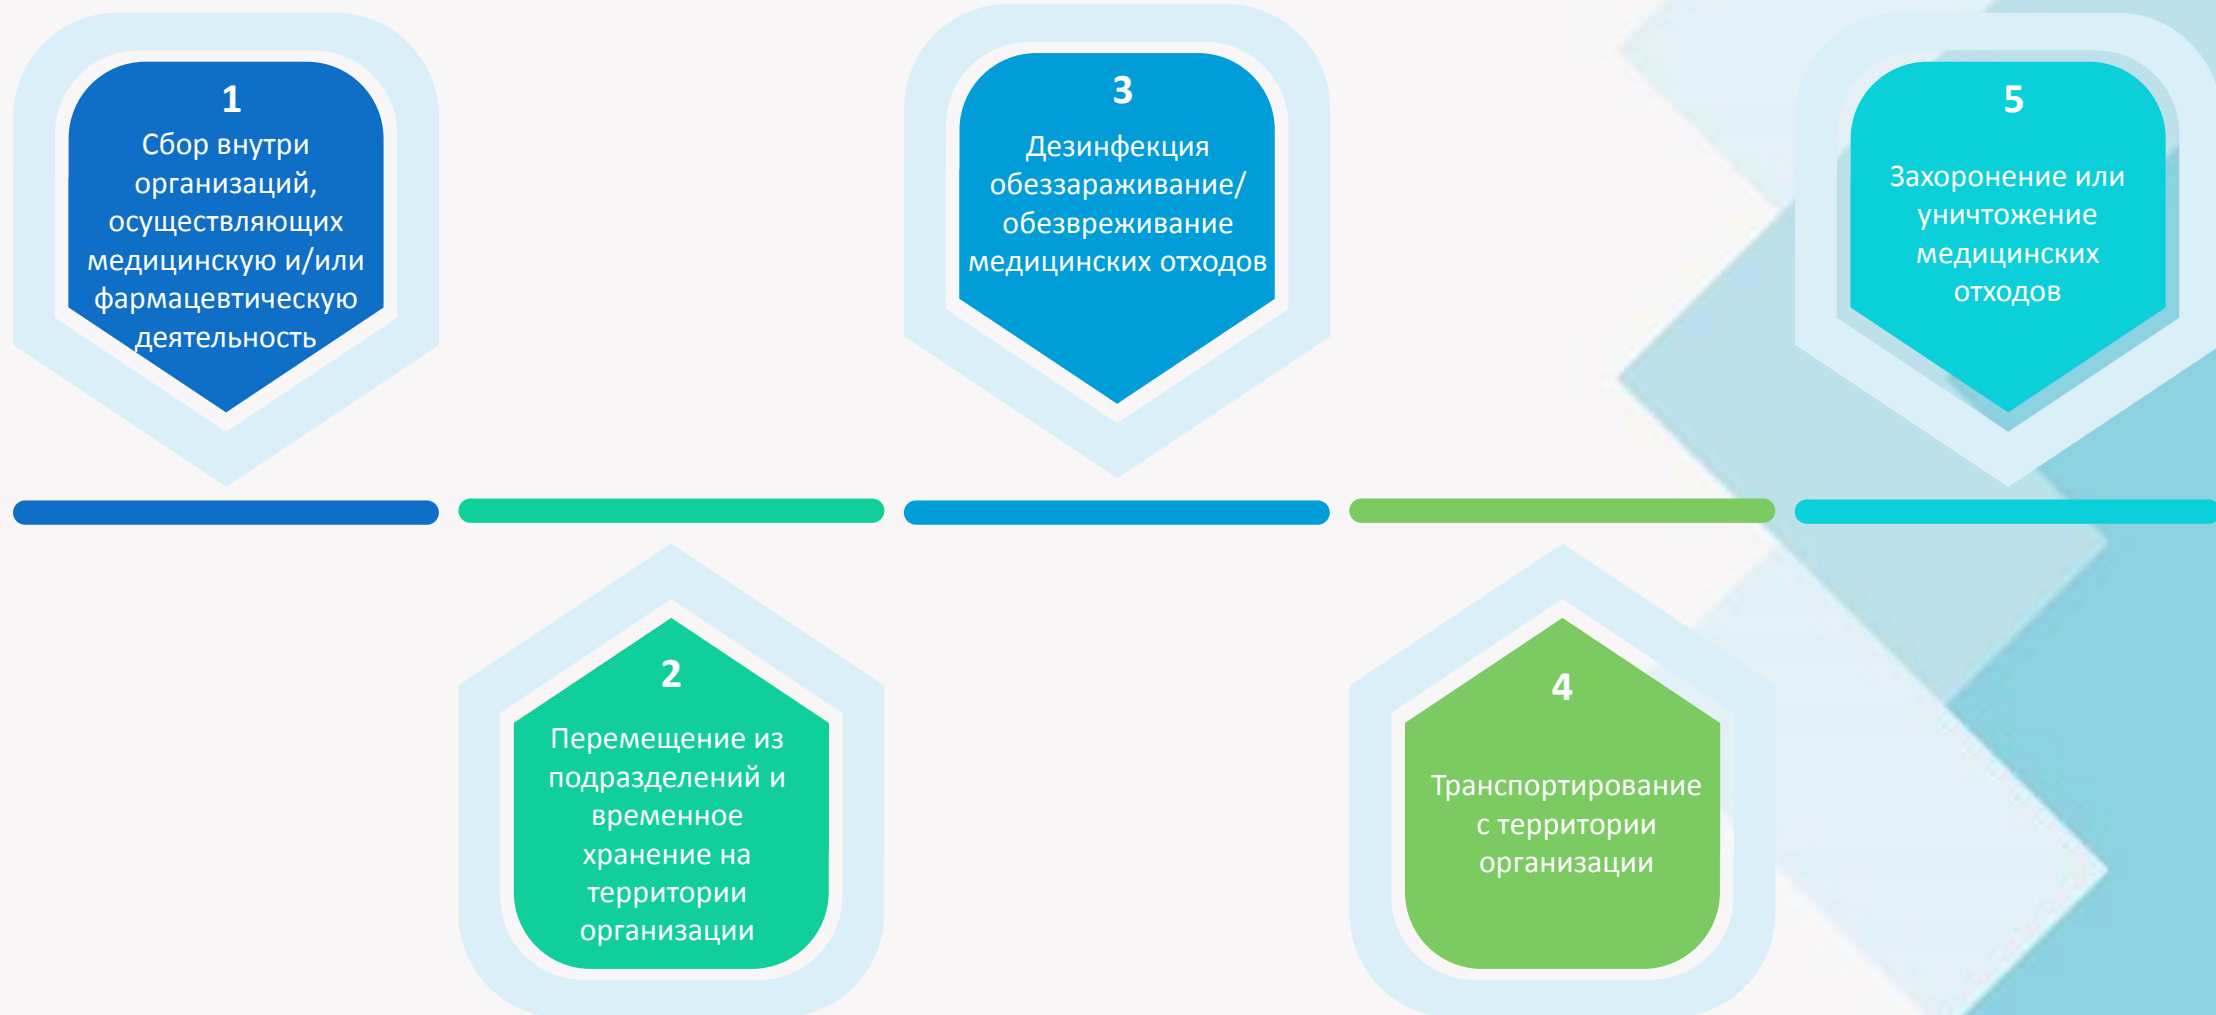 1
Сбор внутри
организаций,
осуществляющих
медицинскую и/или
фармацевтическую
деятельность
2
Перемещение из
подразделений и
временное
хранение на
территории
организации
3
Дезинфекция
обеззараживание/
обезвреживание
медицинских отходов
4
Транспортирование
с территории
организации
5
Захоронение или
уничтожение
медицинских
отходов